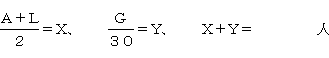 (A＋L)/2＝X、　G/30＝Y、　X＋Y＝　　　　人